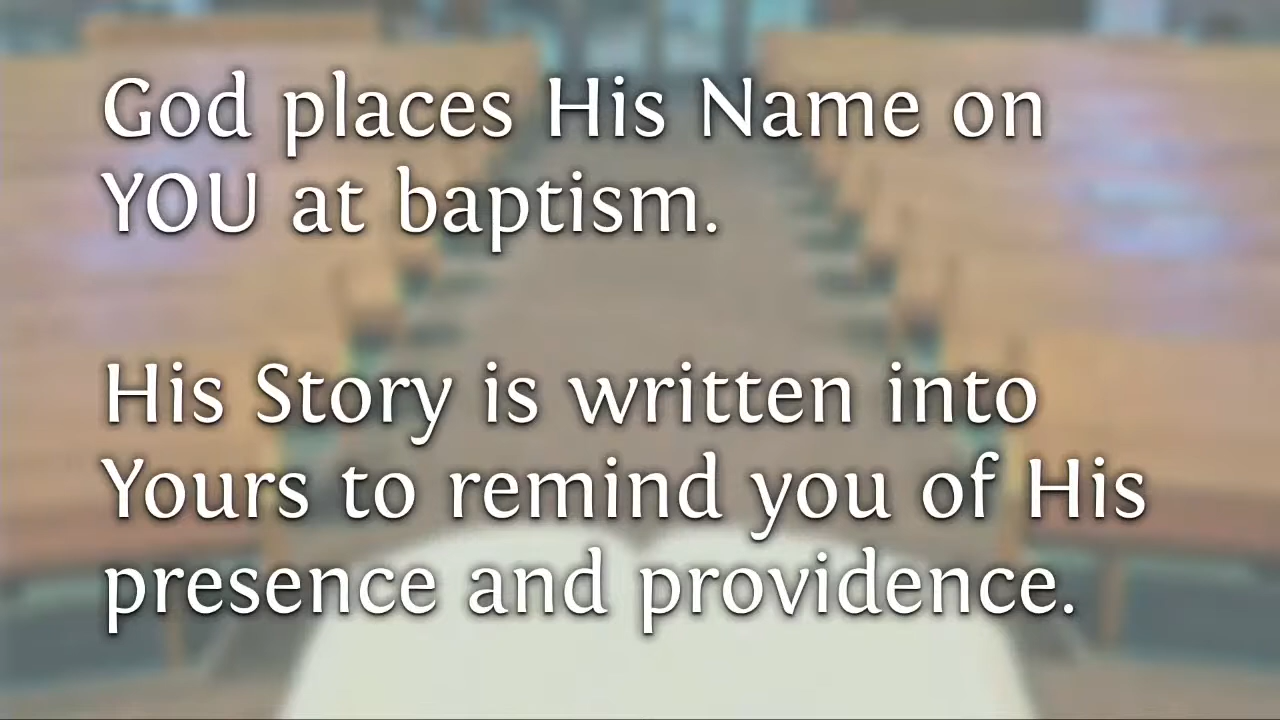 God places His Name on
YOU at baptism.
His Story is written into
Yours to remind you of His
presence and providence.